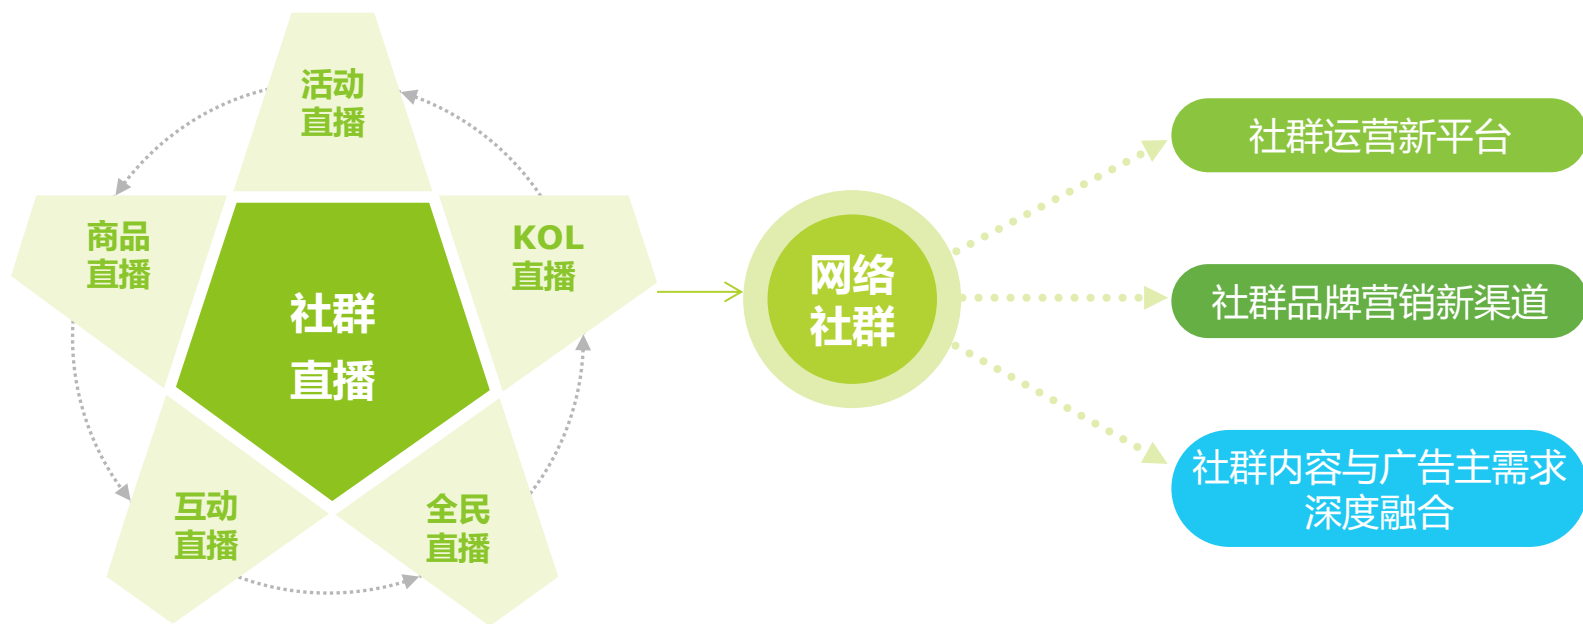 活动
直播
商品
直播
KOL
直播
社群
直播
互动
直播
全民
直播
网络
社群
社群运营新平台
社群品牌营销新渠道
社群内容与广告主需求
深度融合